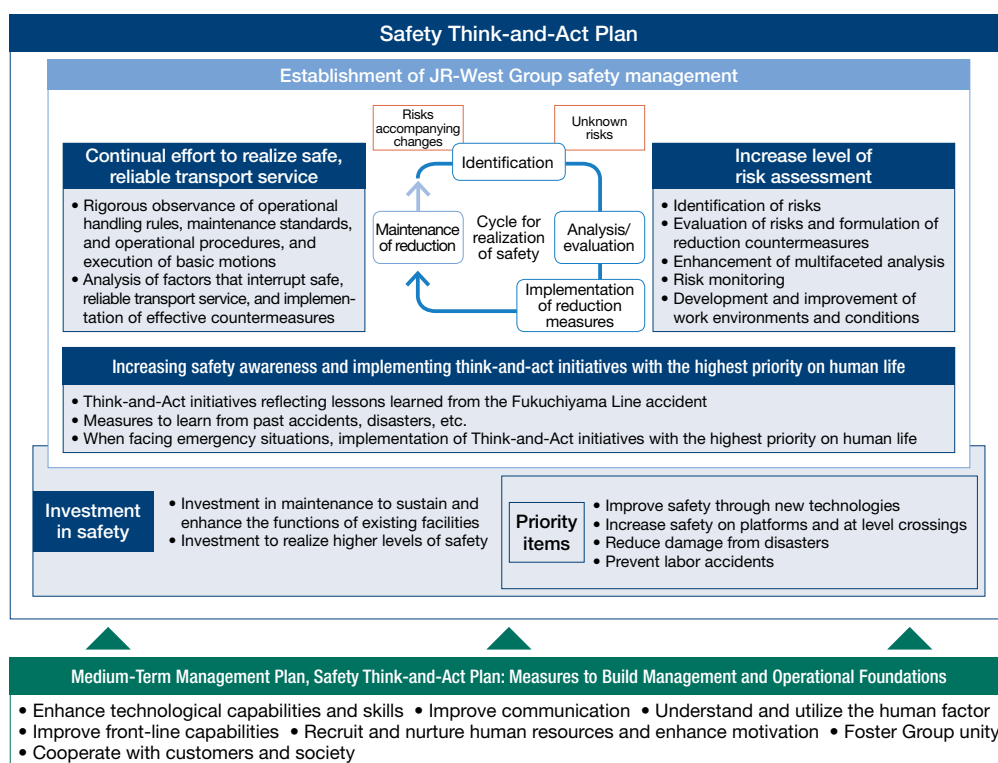 Safety Think-and-Act Plan
Establishment of JR-West Group safety management
Risks
accompanying
changes
Unknown
risks
Continual effort to realize safe,
reliable transport service
• Rigorous observance of operational
handling rules, maintenance standards,
and operational procedures, and
execution of basic motions
• Analysis of factors that interrupt safe,
reliable transport service, and implemen-
tation of effective countermeasures
Identification
Maintenance
of reduction
Cycle for
realization
of safety
Analysis/
evaluation
Implementation
of reduction
measures
Increase level of
risk assessment
• Identification of risks
• Evaluation of risks and formulation of
reduction countermeasures
• Enhancement of multifaceted analysis
• Risk monitoring
• Development and improvement of
work environments and conditions
Increasing safety awareness and implementing think-and-act initiatives with the highest priority on human life
• Think-and-Act initiatives reflecting lessons learned from the Fukuchiyama Line accident
• Measures to learn from past accidents, disasters, etc.
• When facing emergency situations, implementation of Think-and-Act initiatives with the highest priority on human life
Investment
in safety
• Investment in maintenance to sustain and
enhance the functions of existing facilities
• Investment to realize higher levels of safety
Priority
items
• Improve safety through new technologies
• Increase safety on platforms and at level crossings
• Reduce damage from disasters
• Prevent labor accidents
Medium-Term Management Plan, Safety Think-and-Act Plan: Measures to Build Management and Operational Foundations
• Enhance technological capabilities and skills • Improve communication • Understand and utilize the human factor
• Improve front-line capabilities • Recruit and nurture human resources and enhance motivation • Foster Group unity
• Cooperate with customers and society